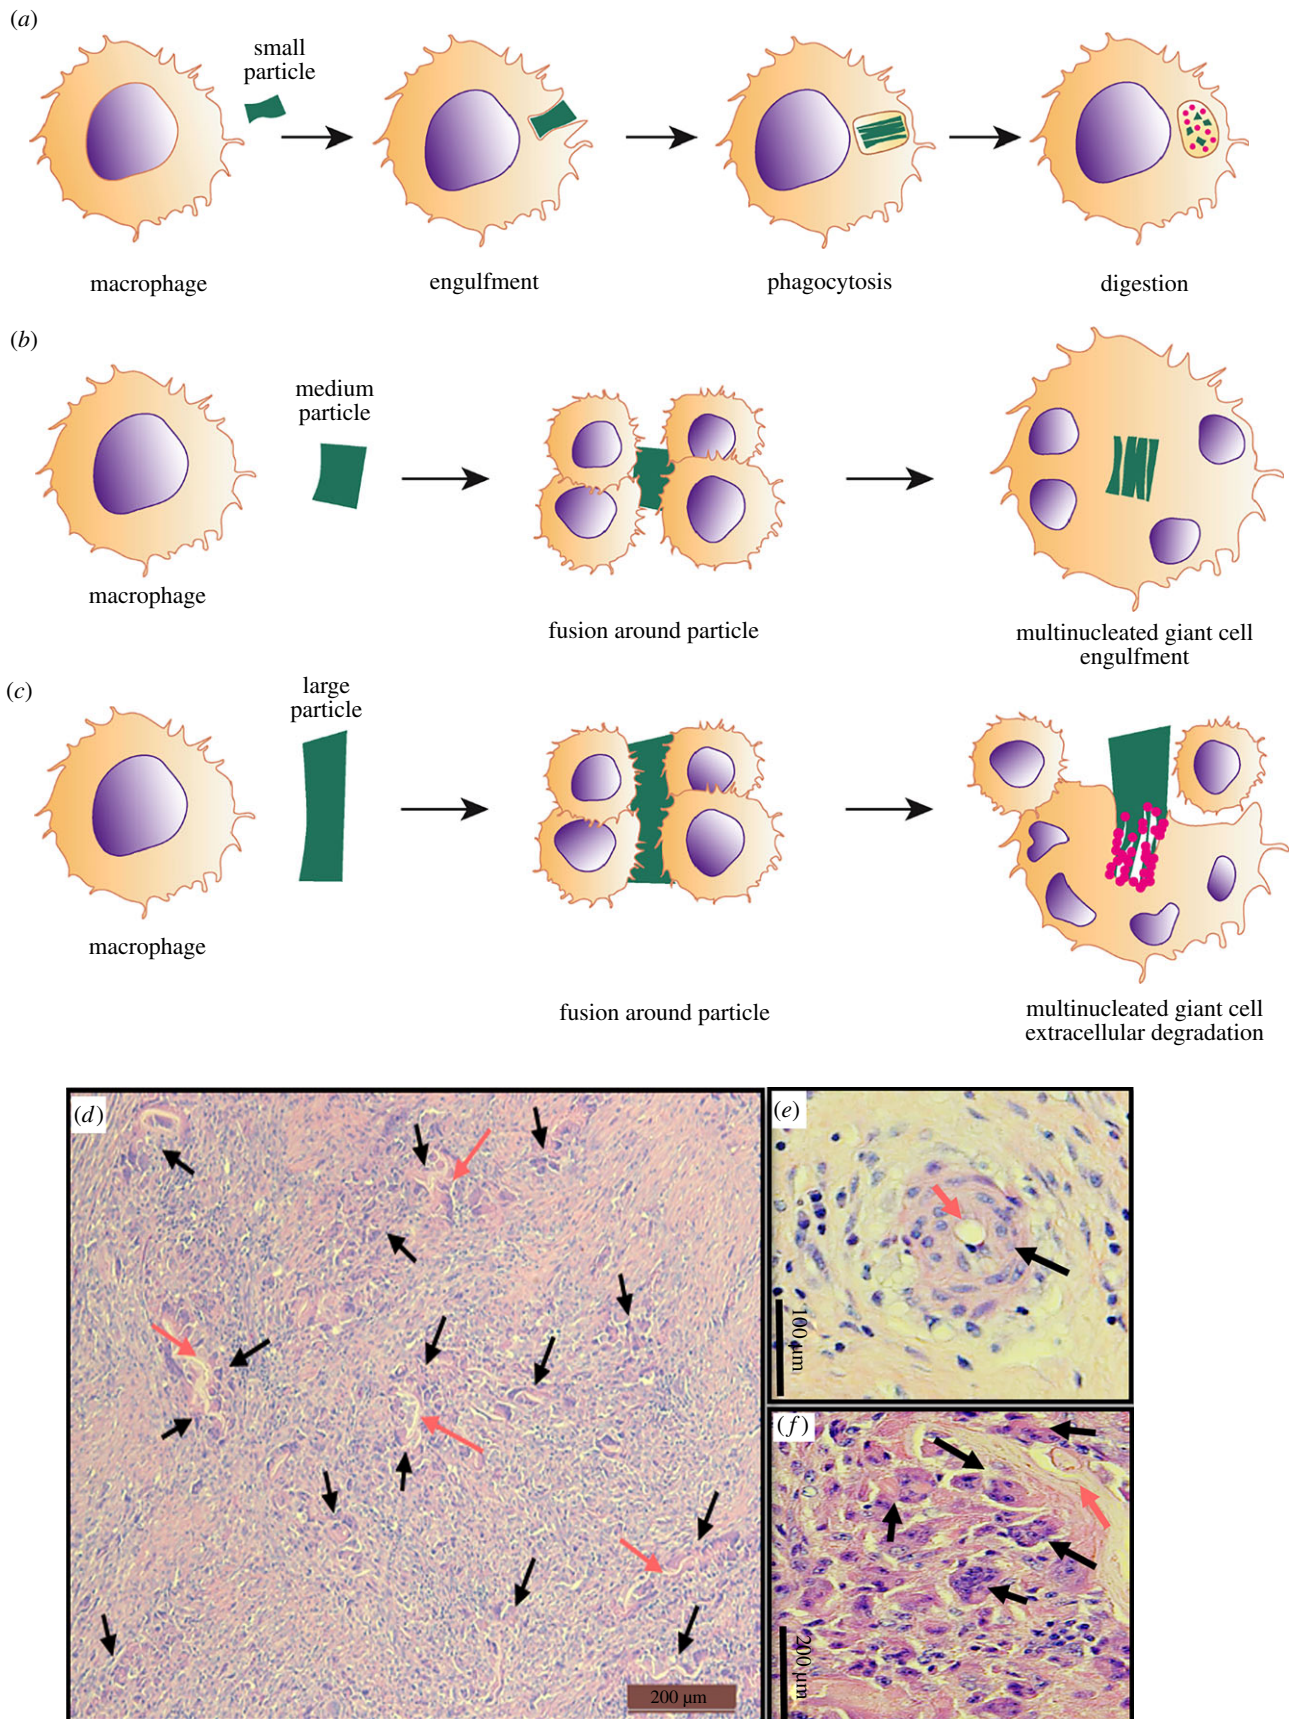 (a)
small
particle
macrophage
engulfment
phagocytosis
digestion
(b)
medium
particle
macrophage
fusion around particle
multinucleated giant cell
engulfment
(c)
large
particle
macrophage
fusion around particle
multinucleated giant cell
extracellular degradation
(d)
200 µm
(e)
100 µm
(f)
200 µm